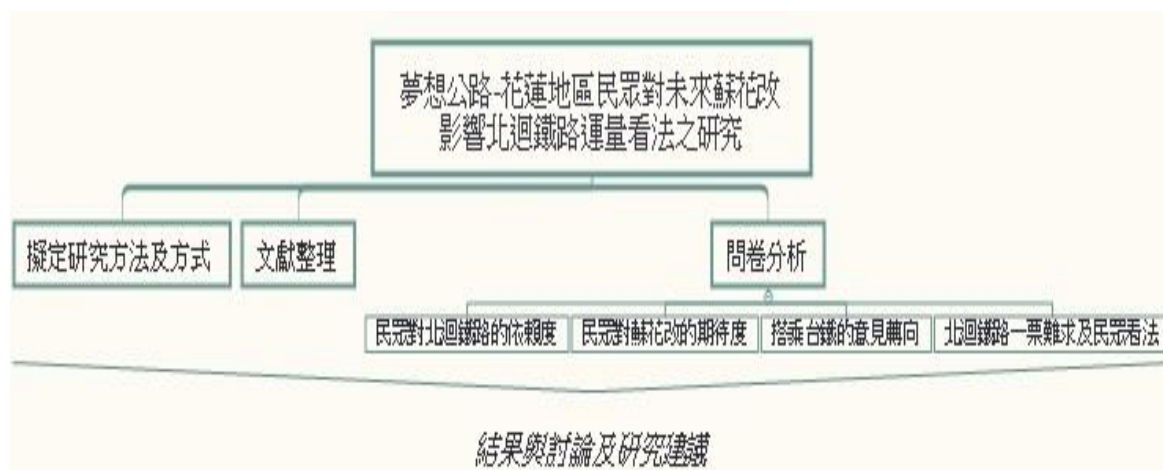 夢想公路-花蓮地區民眾對未來蘇花改
影響北迴鐵路運量看法之研究
擬定研究方法及方式
文獻整理
問卷分析
民眾對北迴鐵路的依賴度
民眾對蘇花改的期待度
搭乘台鐵的意見轉向
北迴鐵路一票難求及民眾看法
結果與討論及研究建議